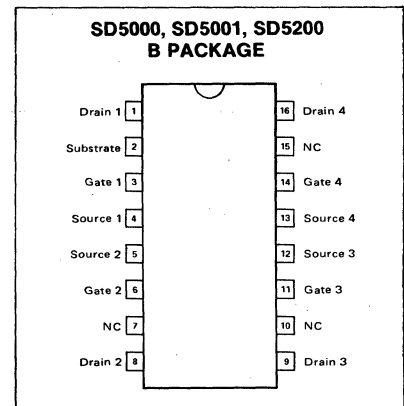 SD5000, SD5001, SD5200
B PACKAGE
Drain 1 1 16 Drain 4
Substrate 2 15 NC
Gate 1 3 14 Gate 4
Source 1 4 13 Source 4
Source 2 5 12 Source 3
Gate 2 6 11 Gate 3
NC 7 10 NC
Drain 2 8 9 Drain 3